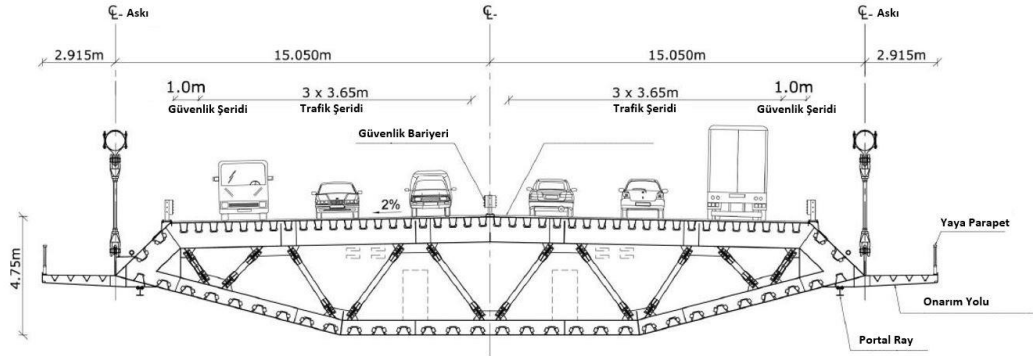 ℄- Askı
℄-
℄- Askı
2.915m
15.050m
15.050m
2.915m
1.0m
3 x 3.65m
3 x 3.65m
1.0m
Güvenlik Şeridi
Trafik Şeridi
Trafik Şeridi
Güvenlik Şeridi
Güvenlik Bariyeri
2%
4.75m
Yaya Parapet
Onarım Yolu
Portal Ray